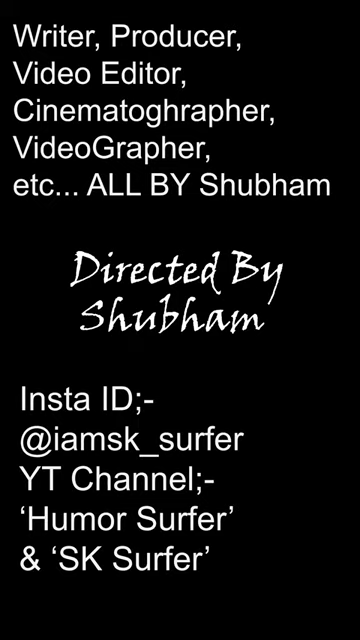 Writer, Producer,
Video Editor,
Cinematoghrapher,
VideoGrapher,
etc... ALL BY Shubham
Directed By
Shubham
Insta ID;-
@iamsk_surfer
YT Channel;-
‘Humor Surfer’
& ‘SK Surfer’